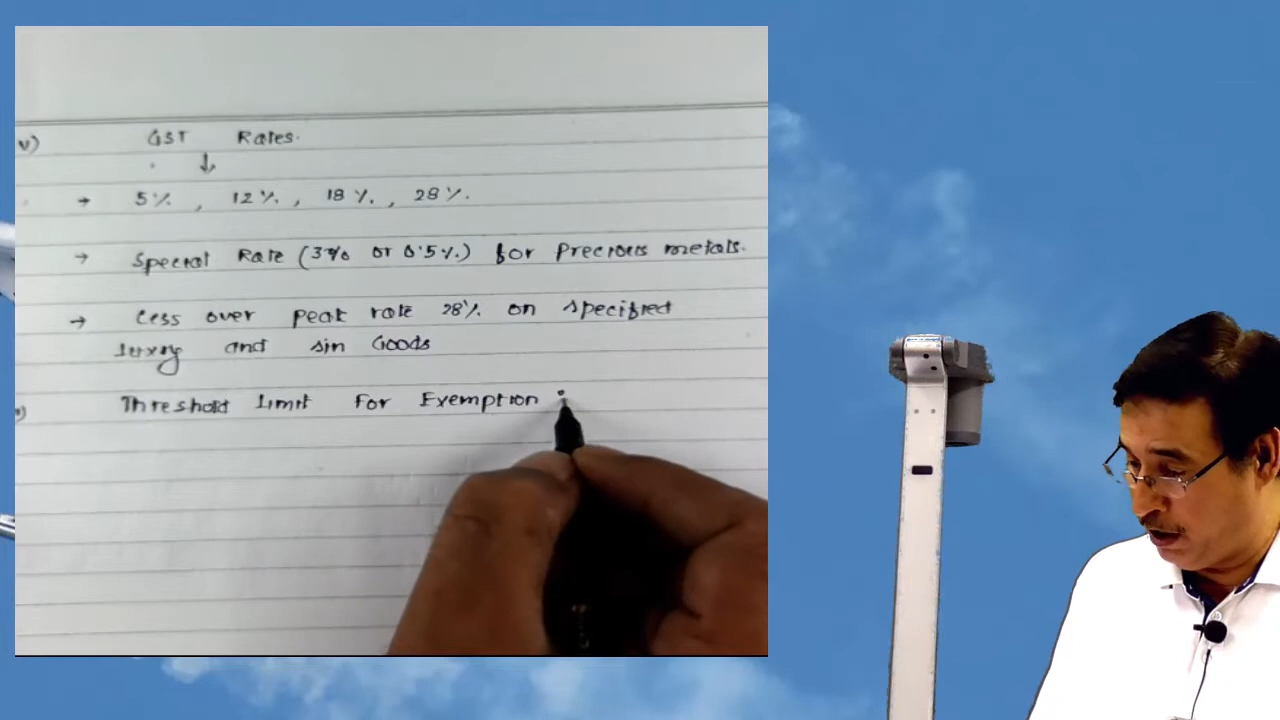 v) GST Rates.
→ 5%, 12%, 18%, 28%.
→ Special Rate (3% or 0.5%) for Precious metals.
→ Cess over peak rate 28% on specified
luxury and sin Goods
Threshold Limit For Exemption :